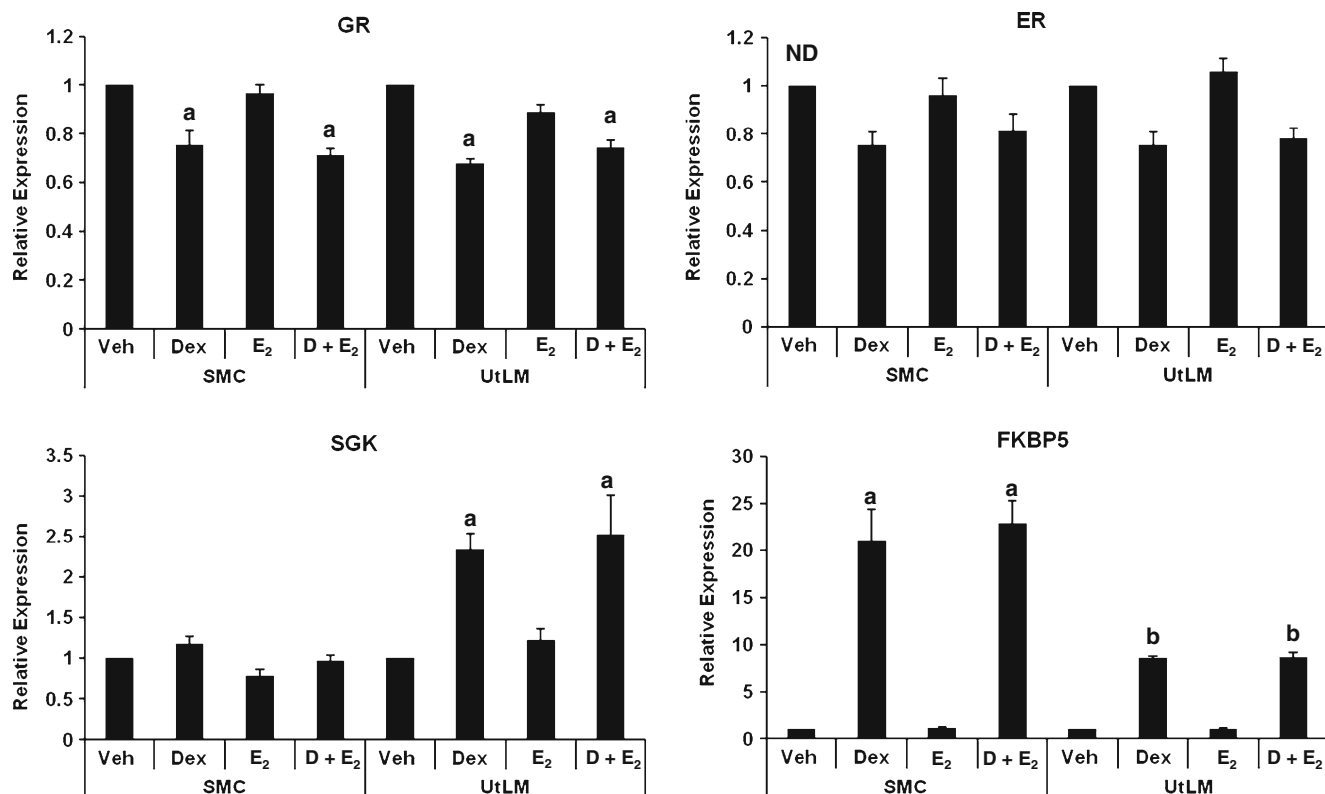 GR
1.2
1
0.8
0.6
0.4
0.2
0
Relative Expression
a
a
a
a
Veh Dex E₂ D + E₂ Veh Dex E₂ D + E₂
SMC UtLM
ER
1.2
1
0.8
0.6
0.4
0.2
0
Relative Expression
ND
Veh Dex E₂ D + E₂ Veh Dex E₂ D + E₂
SMC UtLM
SGK
3.5
3
2.5
2
1.5
1
0.5
0
Relative Expression
a
a
Veh Dex E₂ D + E₂ Veh Dex E₂ D + E₂
SMC UtLM
FKBP5
30
25
20
15
10
5
0
Relative Expression
a
a
b
b
Veh Dex E₂ D + E₂ Veh Dex E₂ D + E₂
SMC UtLM